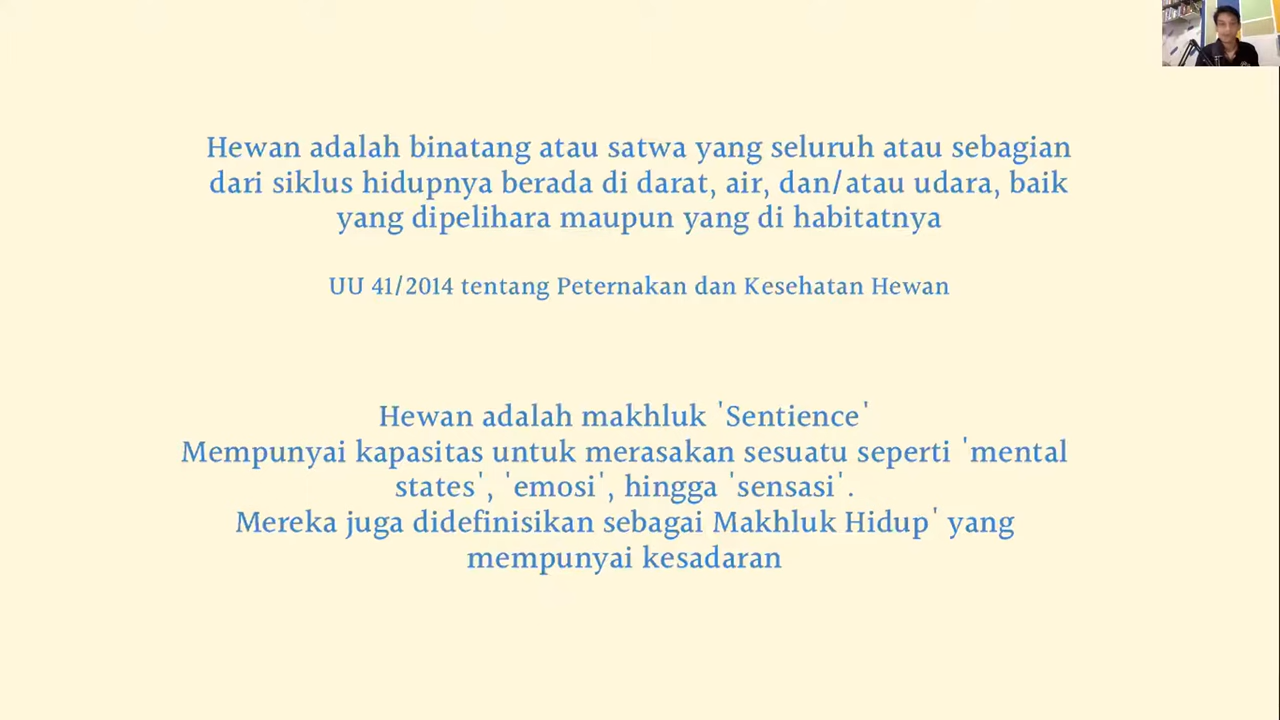 Hewan adalah binatang atau satwa yang seluruh atau sebagian
dari siklus hidupnya berada di darat, air, dan/atau udara, baik
yang dipelihara maupun yang di habitatnya
UU 41/2014 tentang Peternakan dan Kesehatan Hewan
Hewan adalah makhluk 'Sentience'
Mempunyai kapasitas untuk merasakan sesuatu seperti 'mental
states', 'emosi', hingga 'sensasi'.
Mereka juga didefinisikan sebagai Makhluk Hidup' yang
mempunyai kesadaran